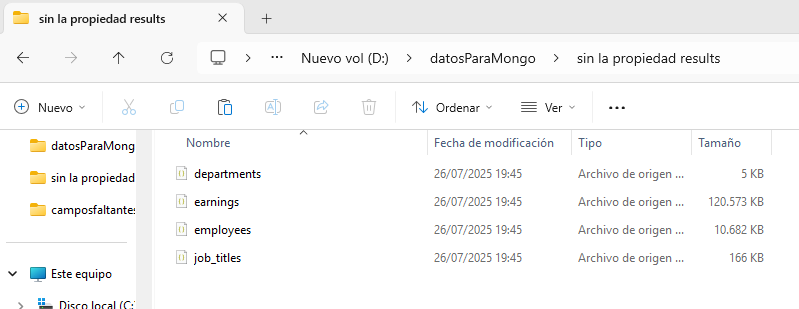 sin la propiedad results
Nuevo vol (D:) > datosParaMongo > sin la propiedad results
Nuevo Ordenar Ver
Nombre Fecha de modificación Tipo Tamaño
datosParaMongo
sin la propiedad
camposfaltantes
Este equipo
Disco local (C:
departments 26/07/2025 19:45 Archivo de origen ... 5 KB
earnings 26/07/2025 19:45 Archivo de origen ... 120.573 KB
employees 26/07/2025 19:45 Archivo de origen ... 10.682 KB
job_titles 26/07/2025 19:45 Archivo de origen ... 166 KB